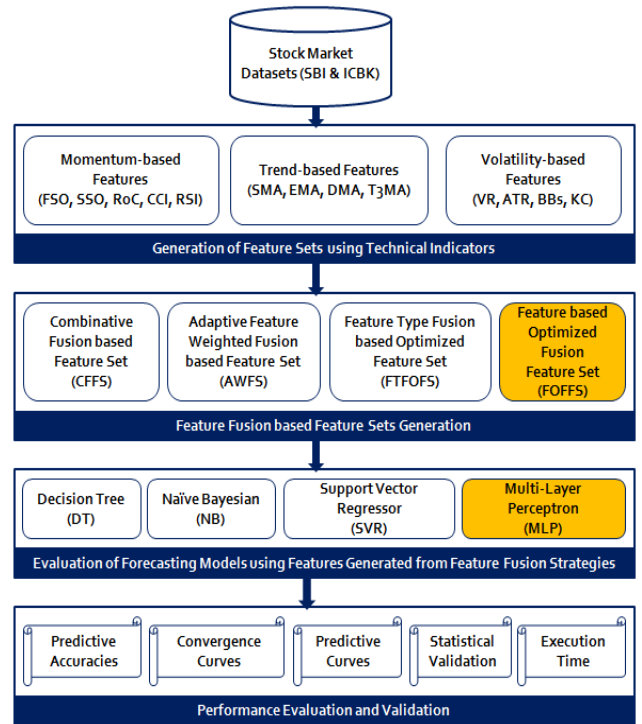 Stock Market
Datasets (SBI & ICBK)
Momentum-based
Features
(FSO, SSO, RoC, CCI, RSI)
Trend-based Features
(SMA, EMA, DMA, T3MA)
Volatility-based
Features
(VR, ATR, BBs, KC)
Generation of Feature Sets using Technical Indicators
Combinative
Fusion based
Feature Set
(CFFS)
Adaptive Feature
Weighted Fusion
based Feature Set
(AWFS)
Feature Type Fusion
based Optimized
Feature Set
(FTFOFS)
Feature based
Optimized
Fusion
Feature Set
(FOFFS)
Feature Fusion based Feature Sets Generation
Decision Tree
(DT)
Naïve Bayesian
(NB)
Support Vector
Regressor
(SVR)
Multi-Layer
Perceptron
(MLP)
Evaluation of Forecasting Models using Features Generated from Feature Fusion Strategies
Predictive
Accuracies
Convergence
Curves
Predictive
Curves
Statistical
Validation
Execution
Time
Performance Evaluation and Validation